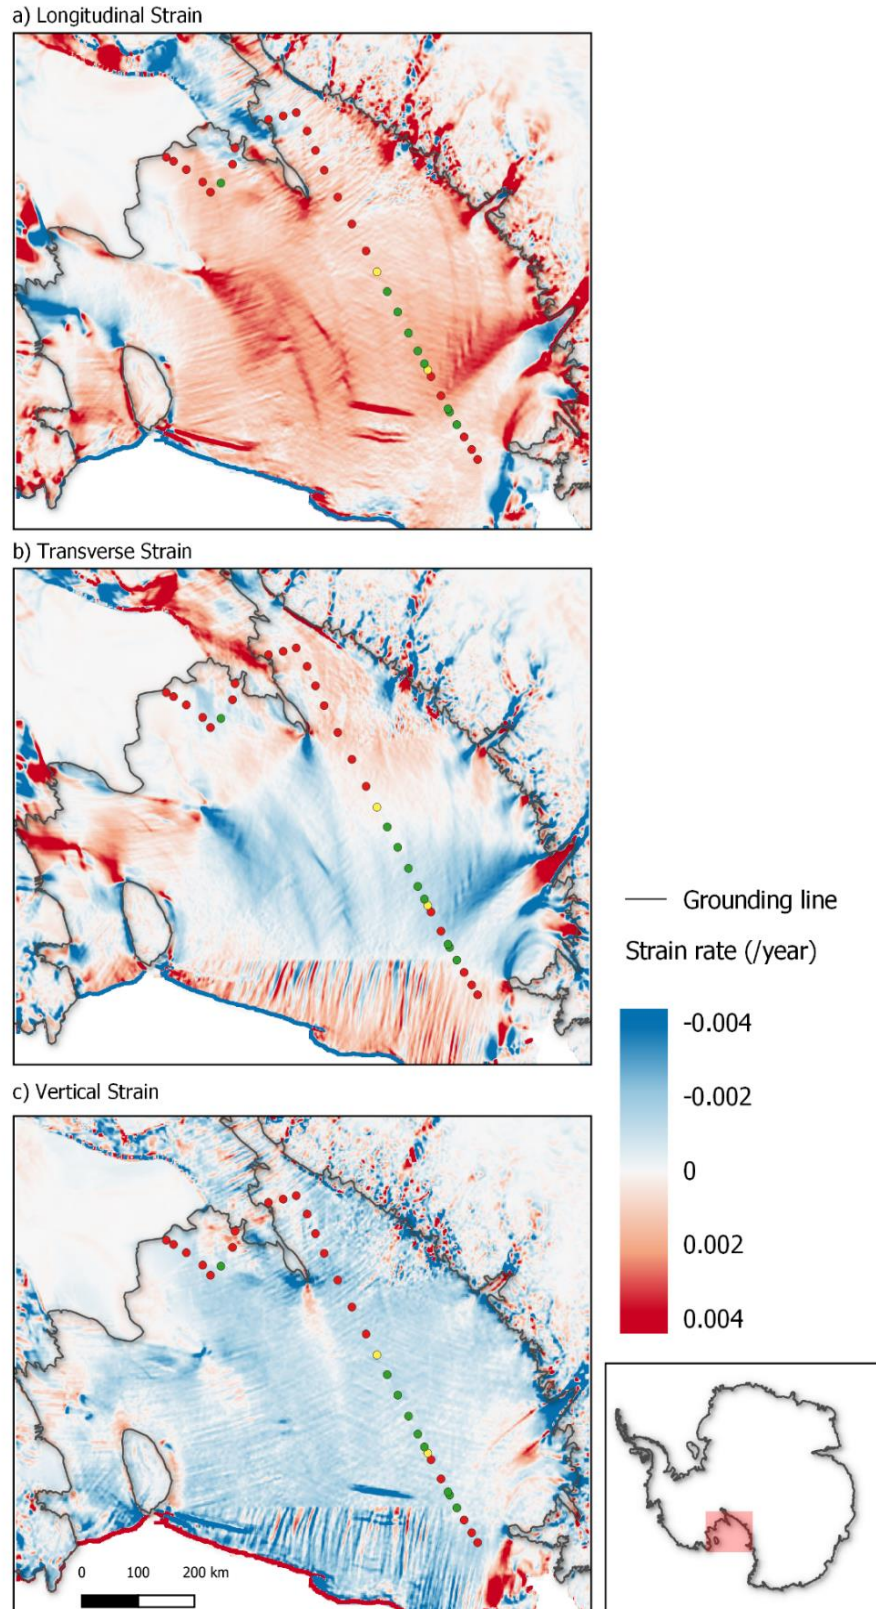 a) Longitudinal Strain
b) Transverse Strain
Grounding line
Strain rate (/year)
-0.004
-0.002
0
0.002
0.004
c) Vertical Strain
0 100 200 km